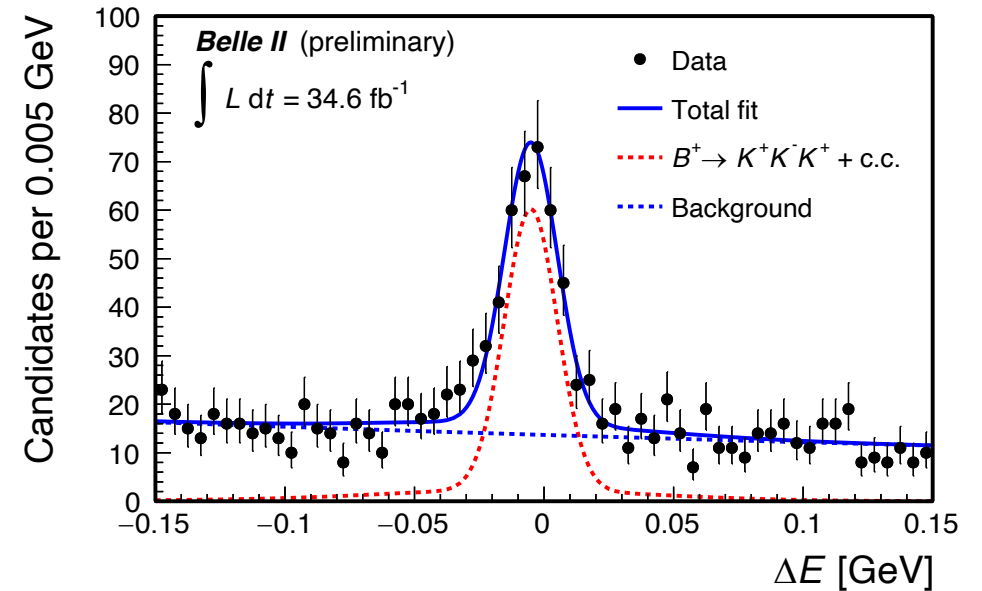 Candidates per 0.005 GeV
100
90
80
70
60
50
40
30
20
10
0
Belle II (preliminary)
∫ L dt = 34.6 fb⁻¹
Data
Total fit
B⁺→ K⁺K⁻K⁺ + c.c.
Background
−0.15 −0.1 −0.05 0 0.05 0.1 0.15
ΔE [GeV]